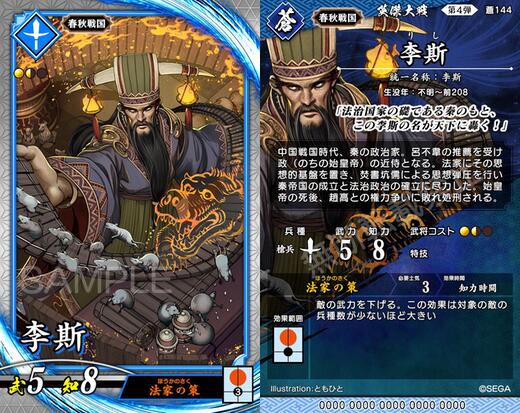 春秋戦国
SAMPLE
李斯
武5 知8
ほうかのさく
法家の策
3
蒼
春秋戦国
英傑大戦
第4弾
蒼144
りし
李斯
統一名称:李斯
生没年:不明~前208
「法治国家の礎である秦のもと、
この李斯の名が天下に轟く!」
中国戦国時代、秦の政治家。呂不韋の推薦を受け
政(のちの始皇帝)の近侍となる。法家にその思
想的基盤を置き、焚書坑儒による思想弾圧を行い
秦帝国の成立と法治政治の確立に尽力した。始皇
帝の死後、趙高との権力争いに敗れ処刑される。
兵種 武力 知力 武将コスト
槍兵 5 8 特技
ほうかのさく 必要士気 効果時間
法家の策 3 知力時間
効果範囲
敵の武力を下げる。この効果は対象の敵の
兵種数が少ないほど大きい
Illustration:ともひと
©SEGA
0000 0000 0000 0000 0000